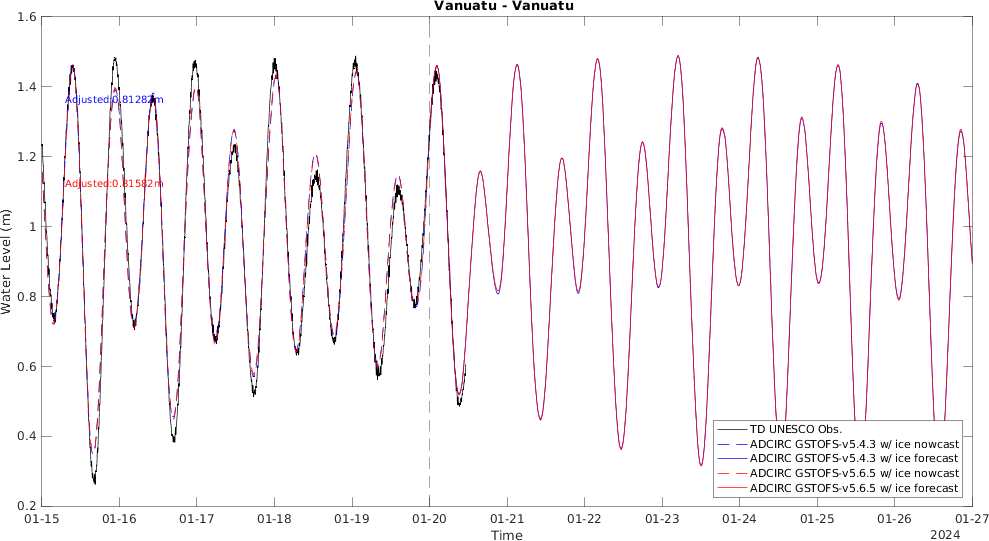 Vanuatu - Vanuatu
Water Level (m)
1.6
1.4
1.2
1
0.8
0.6
0.4
0.2
Adjusted:0.81282m
Adjusted:0.81582m
TD UNESCO Obs.
ADCIRC GSTOFS-v5.4.3 w/ ice nowcast
ADCIRC GSTOFS-v5.4.3 w/ ice forecast
ADCIRC GSTOFS-v5.6.5 w/ ice nowcast
ADCIRC GSTOFS-v5.6.5 w/ ice forecast
01-15 01-16 01-17 01-18 01-19 01-20 01-21 01-22 01-23 01-24 01-25 01-26 01-27
Time
2024